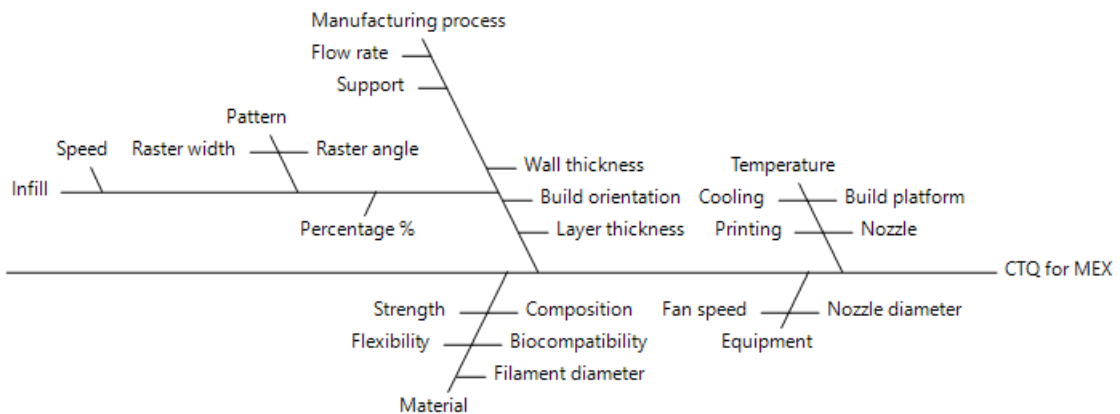 Manufacturing process
Flow rate
Support
Pattern
Speed
Raster width
Raster angle
Infill
Percentage %
Wall thickness
Build orientation
Layer thickness
Temperature
Cooling
Build platform
Printing
Nozzle
CTQ for MEX
Strength
Composition
Flexibility
Biocompatibility
Filament diameter
Material
Fan speed
Nozzle diameter
Equipment